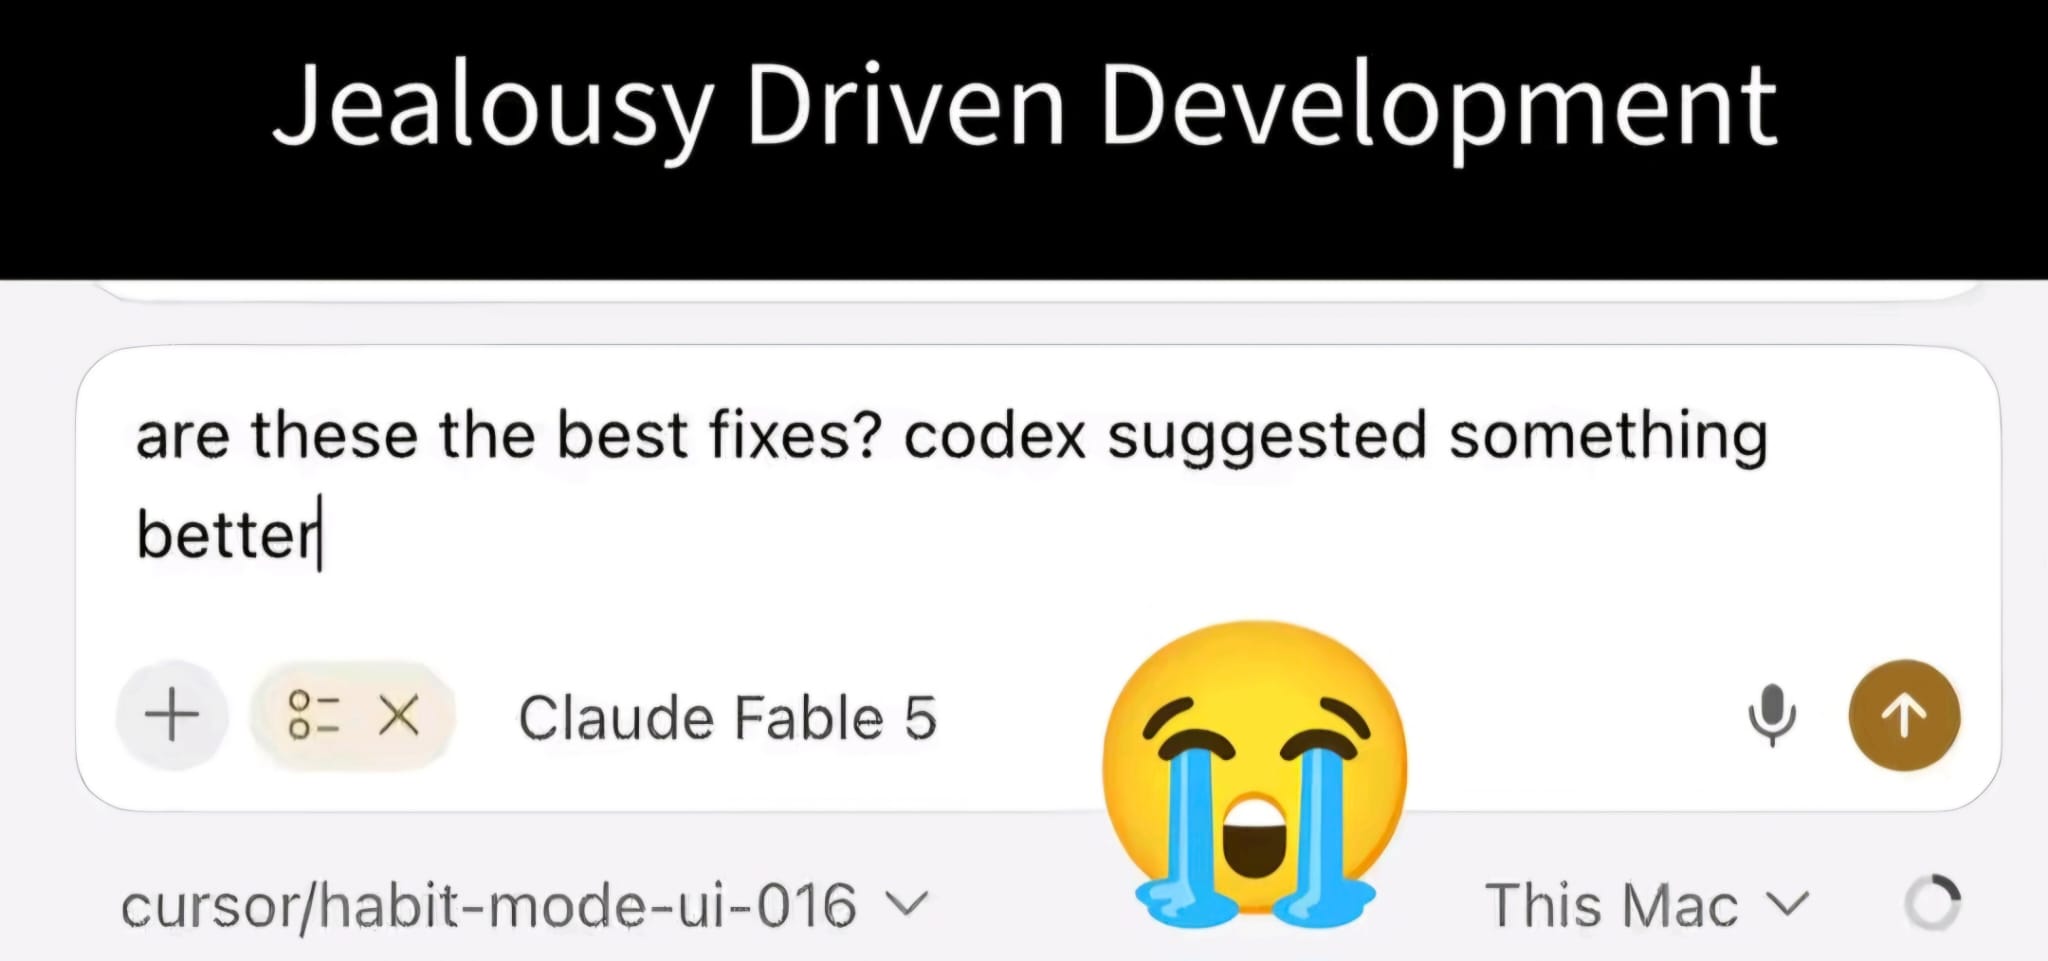 Jealousy Driven Development
are these the best fixes? codex suggested something
better
Claude Fable 5
cursor/habit-mode-ui-016
This Mac